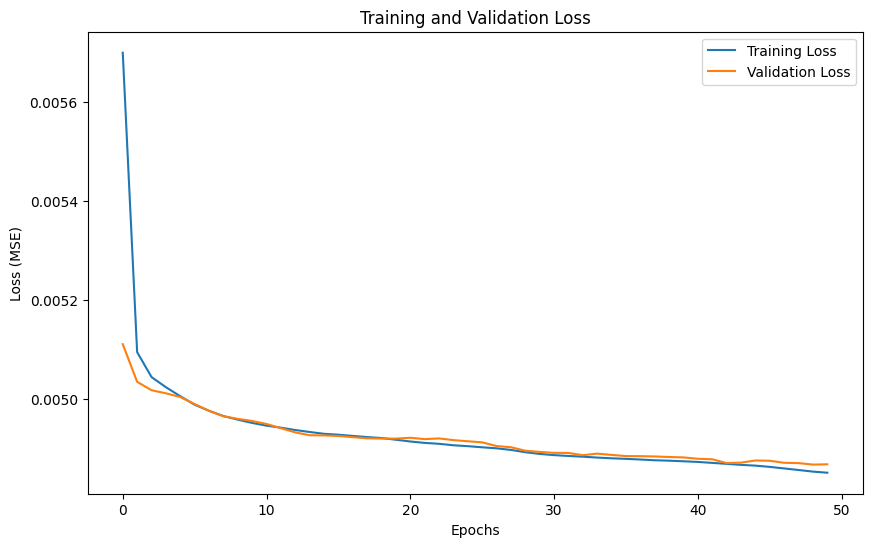 Training and Validation Loss
Training Loss
Validation Loss
Loss (MSE)
0.0056
0.0054
0.0052
0.0050
0 10 20 30 40 50
Epochs